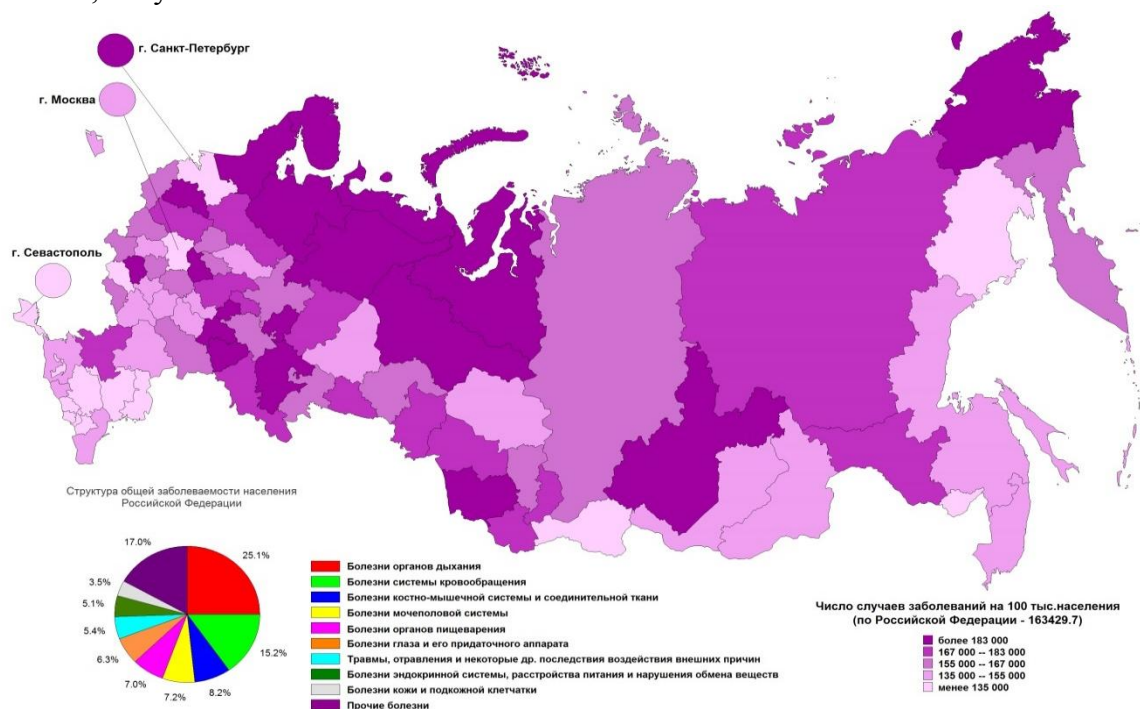 г. Санкт-Петербург
г. Москва
г. Севастополь
Структура общей заболеваемости населения
Российской Федерации
17.0%
25.1%
3.5%
5.1%
5.4%
6.3%
7.0%
7.2%
8.2%
15.2%
Болезни органов дыхания
Болезни системы кровообращения
Болезни костно-мышечной системы и соединительной ткани
Болезни мочеполовой системы
Болезни органов пищеварения
Болезни глаза и его придаточного аппарата
Травмы, отравления и некоторые др. последствия воздействия внешних причин
Болезни эндокринной системы, расстройства питания и нарушения обмена веществ
Болезни кожи и подкожной клетчатки
Прочие болезни
Число случаев заболеваний на 100 тыс.населения
(по Российской Федерации - 163429.7)
более 183 000
167 000 -- 183 000
155 000 -- 167 000
135 000 -- 155 000
менее 135 000